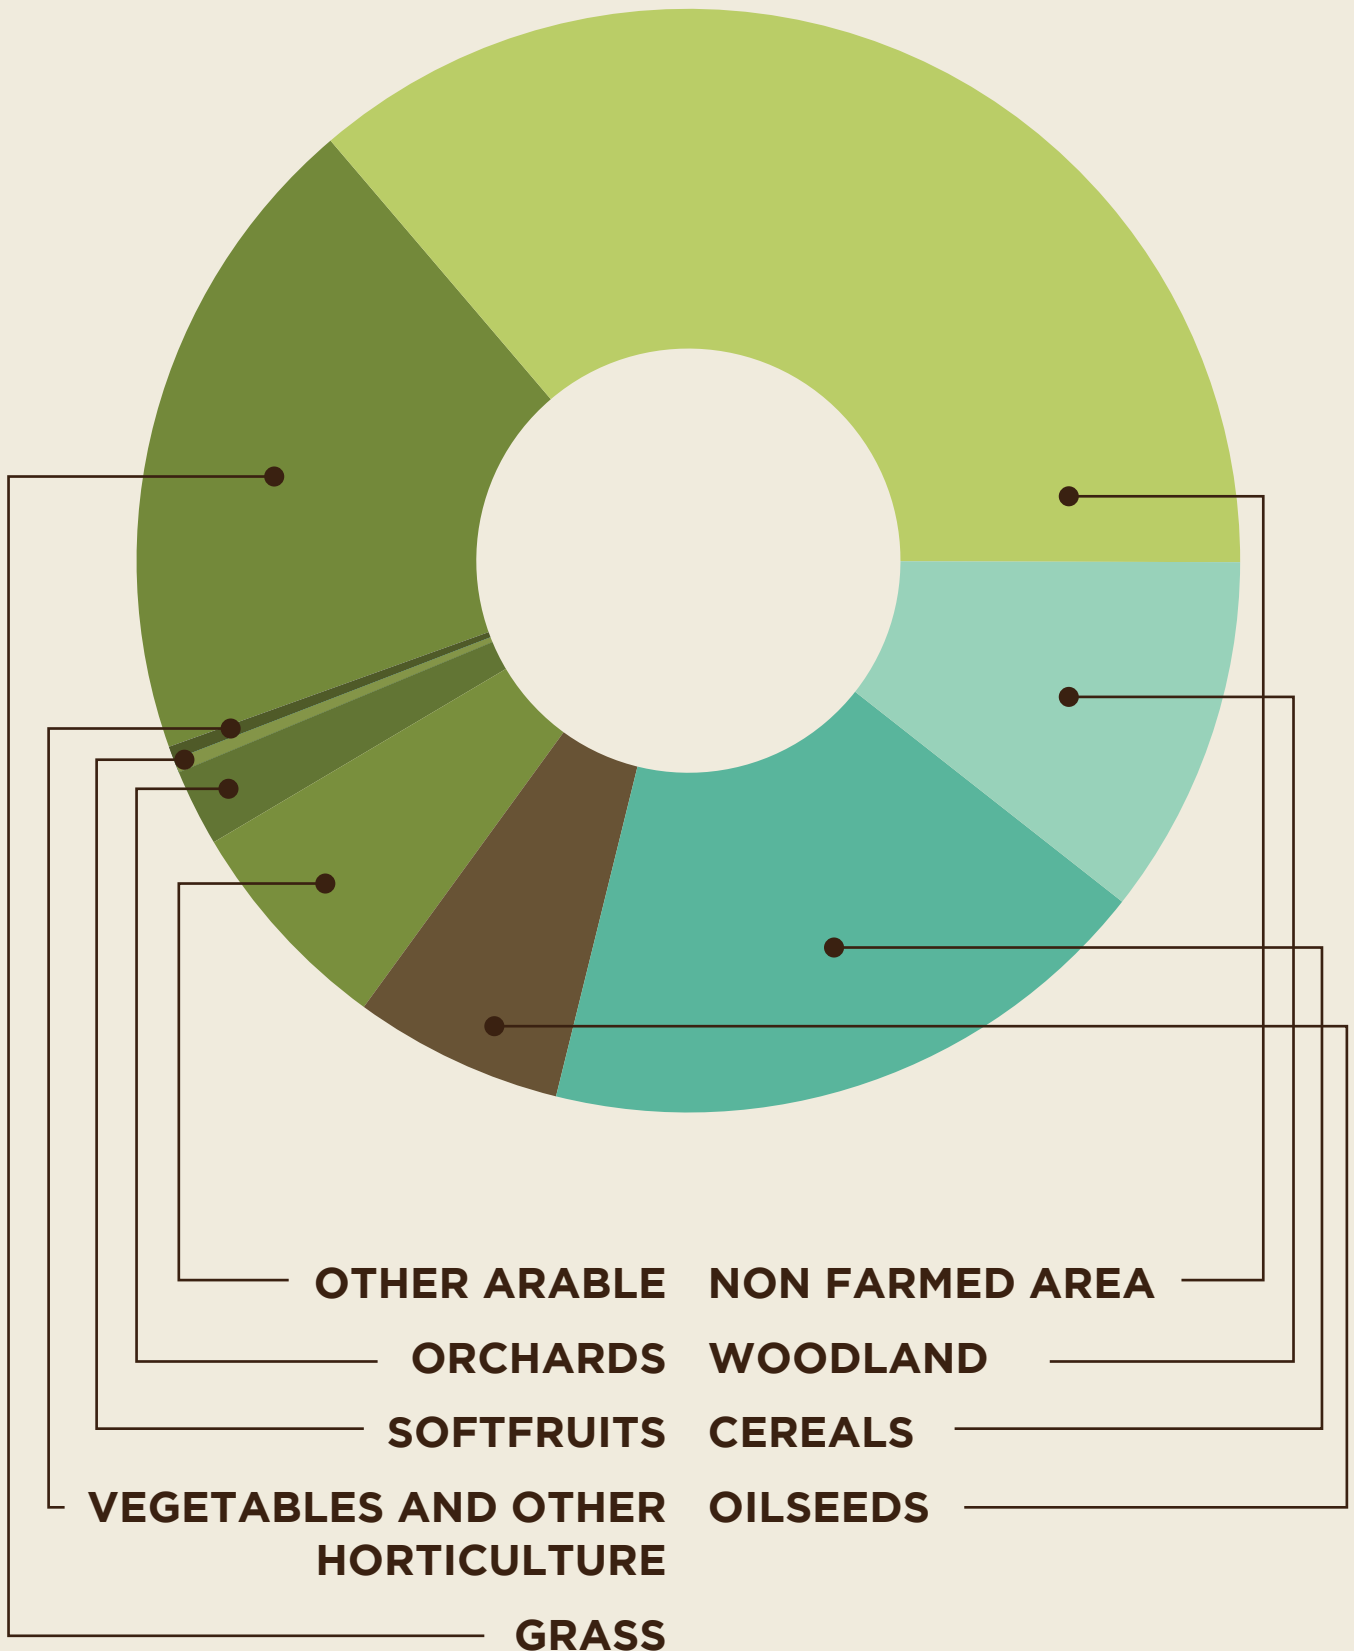 OTHER ARABLE
ORCHARDS
SOFTFRUITS
VEGETABLES AND OTHER
HORTICULTURE
GRASS
NON FARMED AREA
WOODLAND
CEREALS
OILSEEDS